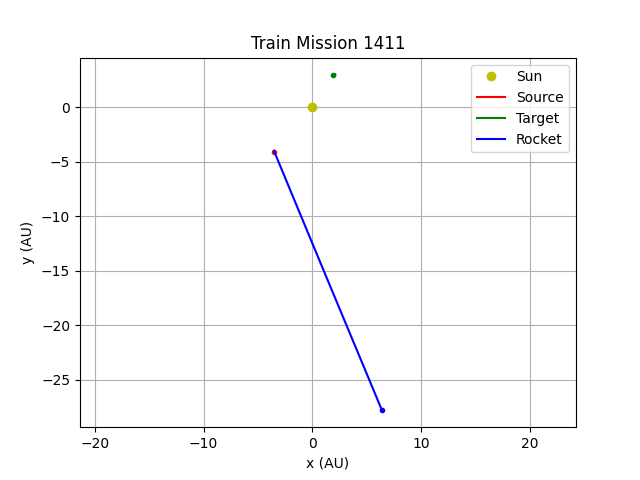 Train Mission 1411
Sun
Source
Target
Rocket
0
−5
−10
−15
−20
−25
y (AU)
−20
−10
0
10
20
x (AU)